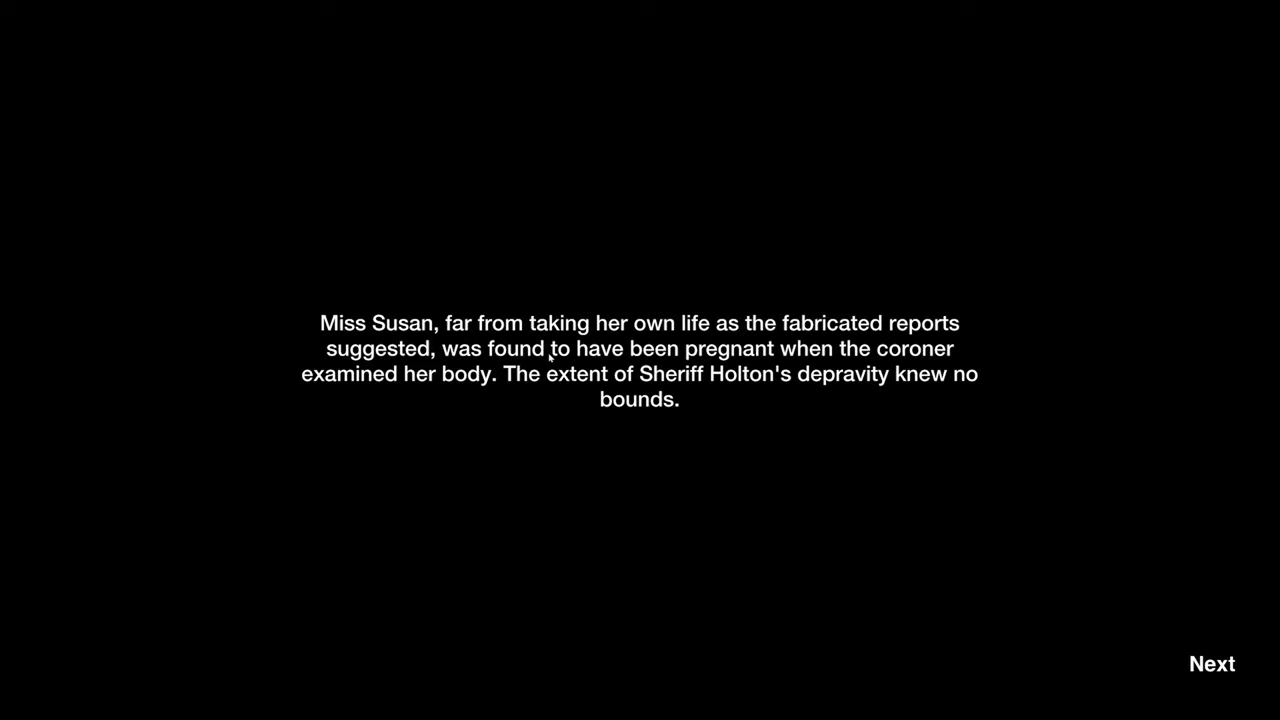 Miss Susan, far from taking her own life as the fabricated reports
suggested, was found to have been pregnant when the coroner
examined her body. The extent of Sheriff Holton's depravity knew no
bounds.
Next